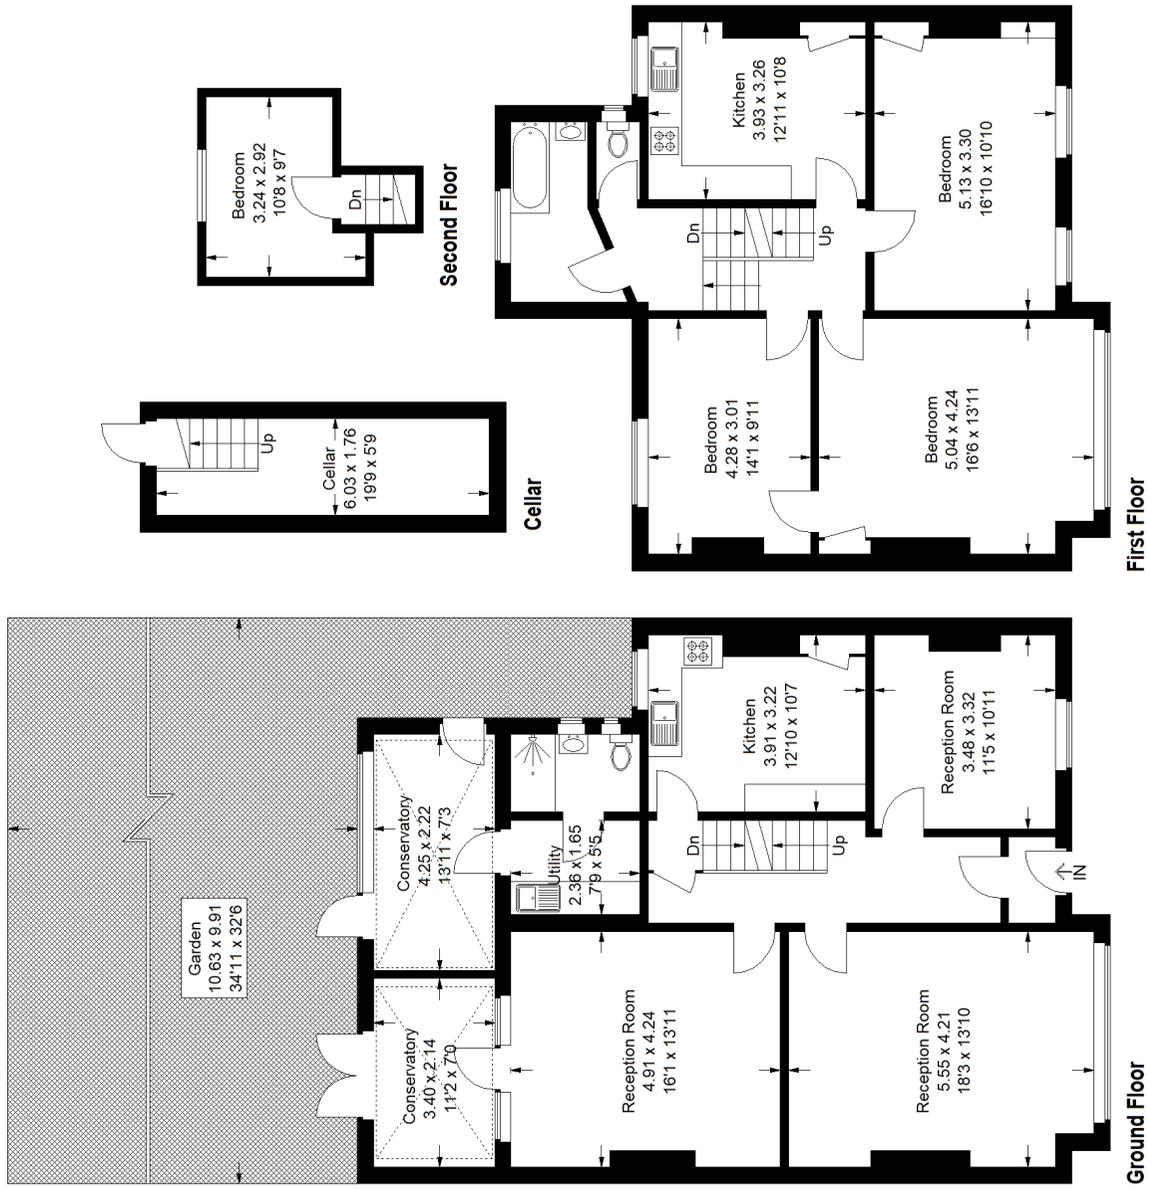 Bedroom
3.24 x 2.92
10'8 x 9'7
Dn
Second Floor
Up
Cellar
6.03 x 1.76
19'9 x 5'9
Cellar
Kitchen
3.93 x 3.26
12'11 x 10'8
Bedroom
5.13 x 3.30
16'10 x 10'10
Dn
Up
Bedroom
4.28 x 3.01
14'1 x 9'11
Bedroom
5.04 x 4.24
16'6 x 13'11
First Floor
Garden
10.63 x 9.91
34'11 x 32'6
Conservatory
4.25 x 2.22
13'11 x 7'3
Utility
2.36 x 1.65
7'9 x 5'5
Kitchen
3.91 x 3.22
12'10 x 10'7
Reception Room
3.48 x 3.32
11'5 x 10'11
Dn
Up
IN
Conservatory
3.40 x 2.14
11'2 x 7'0
Reception Room
4.91 x 4.24
16'1 x 13'11
Reception Room
5.55 x 4.21
18'3 x 13'10
Ground Floor